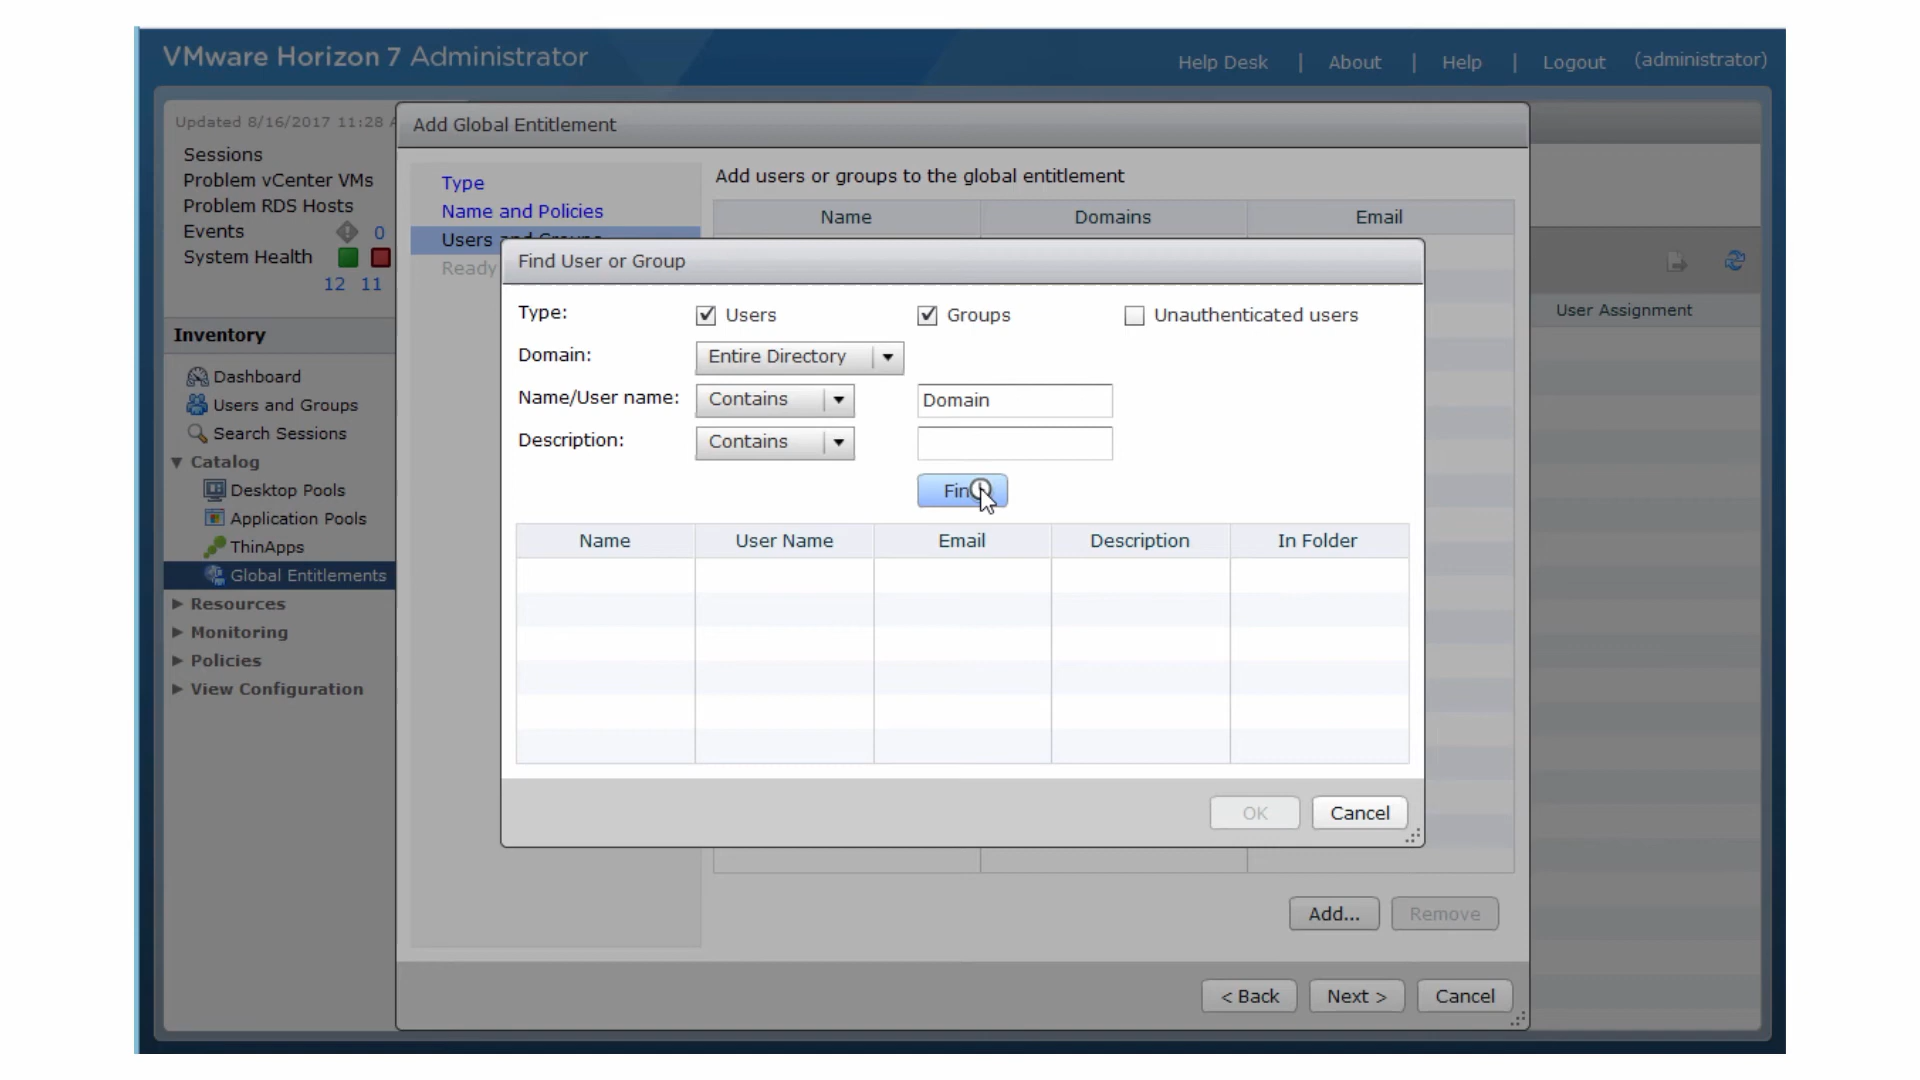 VMware Horizon 7 Administrator
Help Desk | About | Help | Logout (administrator)
Updated 8/16/2017 11:28
Sessions
Problem vCenter VMs
Problem RDS Hosts
Events 0
System Health
12 11
Inventory
Dashboard
Users and Groups
Search Sessions
Catalog
Desktop Pools
Application Pools
ThinApps
Global Entitlements
Resources
Monitoring
Policies
View Configuration
Add Global Entitlement
Type
Name and Policies
Users and Groups
Ready
Add users or groups to the global entitlement
Name Domains Email
User Assignment
Find User or Group
Type: Users Groups Unauthenticated users
Domain: Entire Directory
Name/User name: Contains Domain
Description: Contains
Find
Name User Name Email Description In Folder
OK Cancel
Add... Remove
< Back Next > Cancel